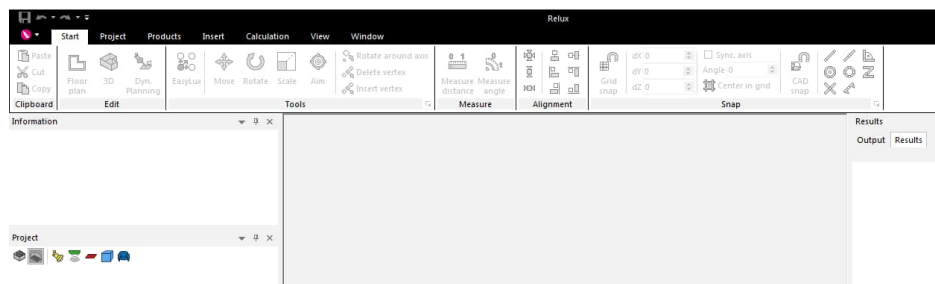 Relux
Start Project Products Insert Calculation View Window
Paste
Cut
Copy
Clipboard
Floor plan
3D
Dyn. Planning
Edit
EasyLux
Move
Rotate
Scale
Aim
Rotate around axis
Delete vertex
Insert vertex
Tools
Measure distance
Measure angle
Measure
Alignment
Grid snap
dX 0
dY 0
dZ 0
Sync. axis
Angle 0
Center in grid
CAD snap
Snap
Information
Results
Output Results
Project